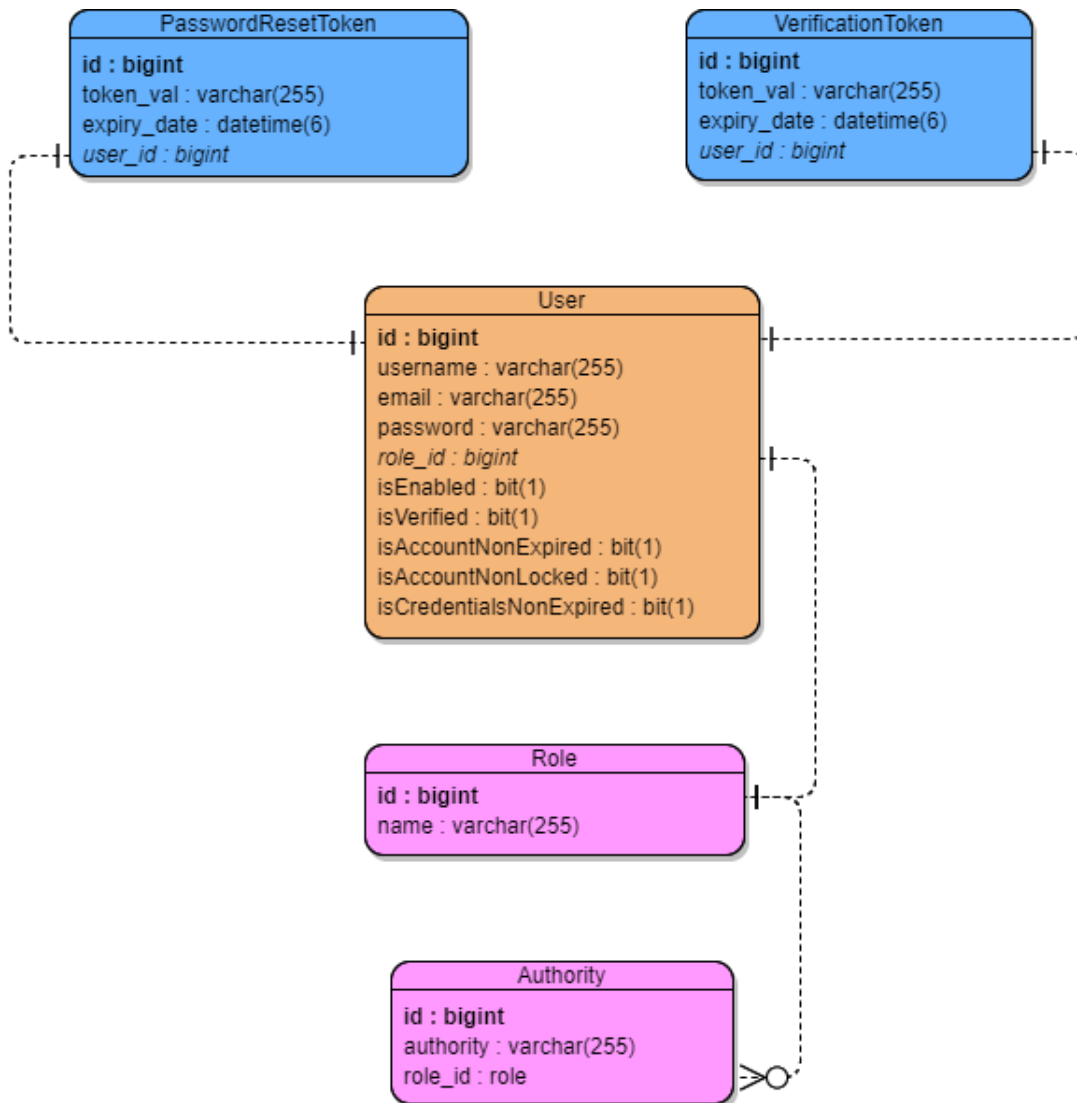 PasswordResetToken
id : bigint
token_val : varchar(255)
expiry_date : datetime(6)
user_id : bigint
VerificationToken
id : bigint
token_val : varchar(255)
expiry_date : datetime(6)
user_id : bigint
User
id : bigint
username : varchar(255)
email : varchar(255)
password : varchar(255)
role_id : bigint
isEnabled : bit(1)
isVerified : bit(1)
isAccountNonExpired : bit(1)
isAccountNonLocked : bit(1)
isCredentialsNonExpired : bit(1)
Role
id : bigint
name : varchar(255)
Authority
id : bigint
authority : varchar(255)
role_id : role